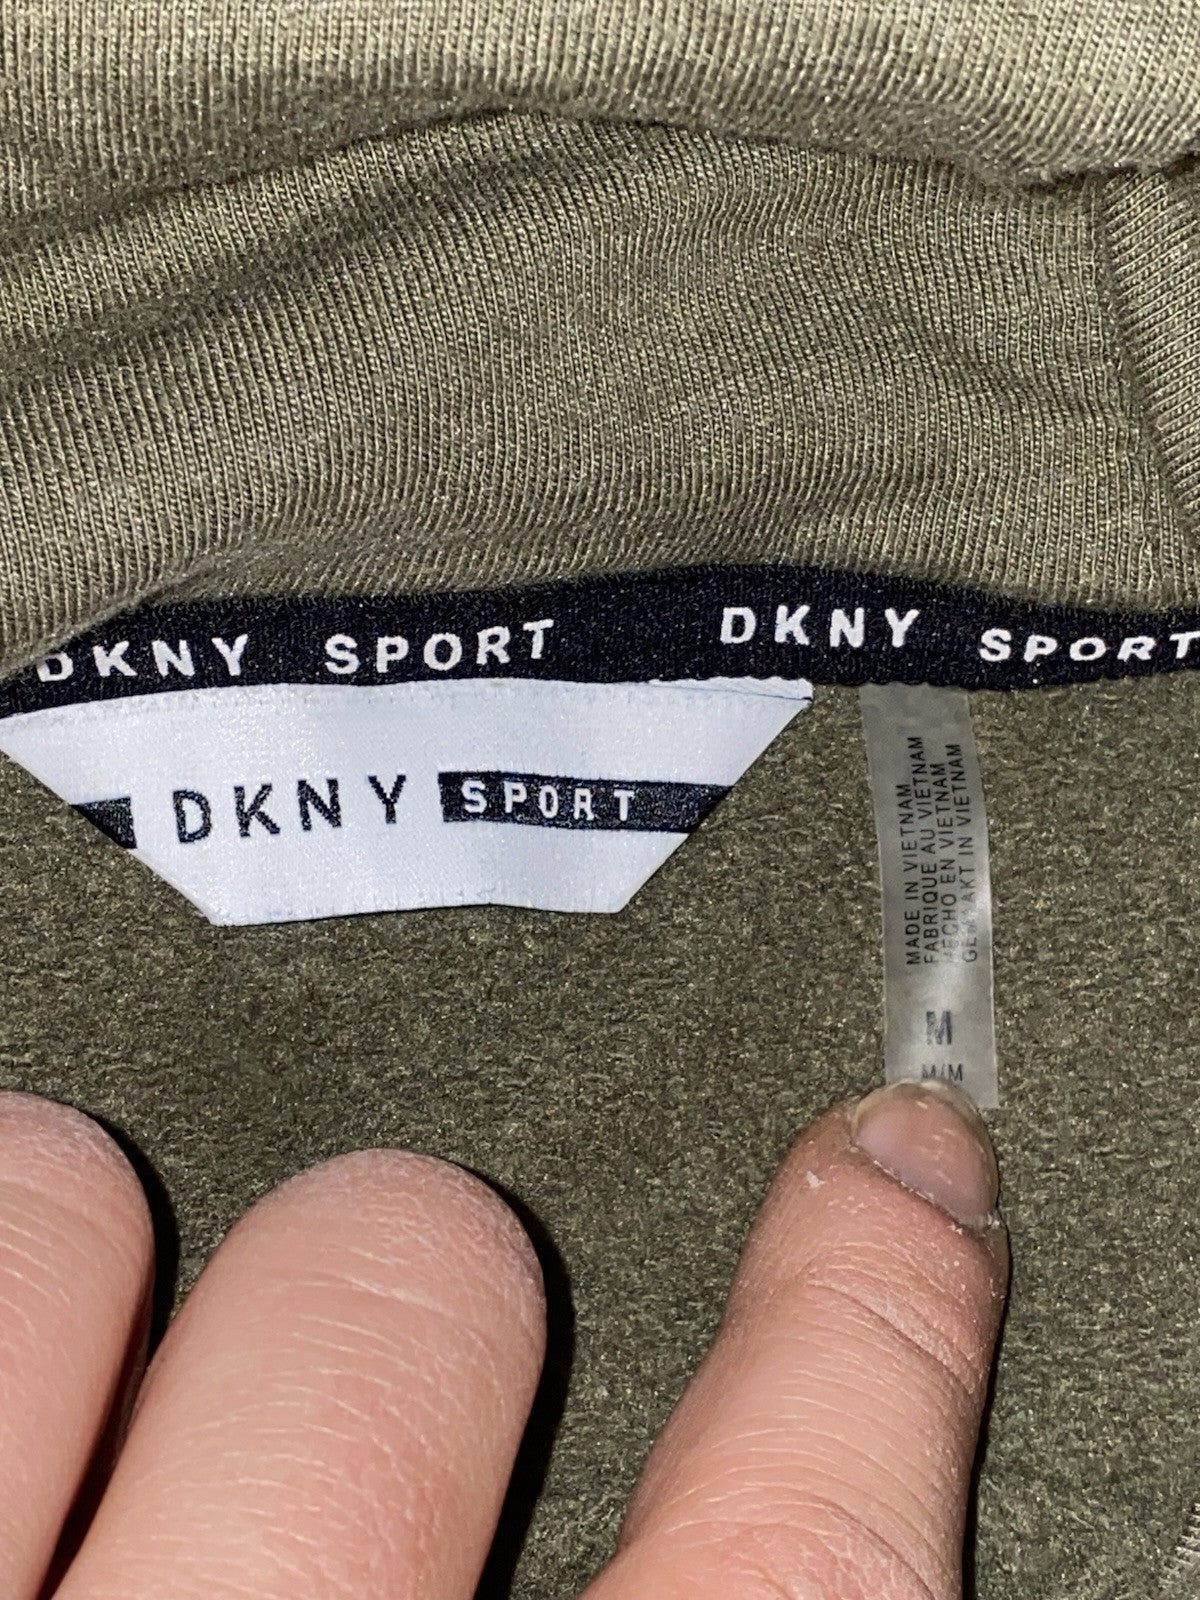 DKNY SPORT DKNY SPORT
DKNY SPORT
MADE IN VIETNAM
FABRIQUE AU VIETNAM
HECHO EN VIETNAM
GEMAAKT IN VIETNAM
M
M/M